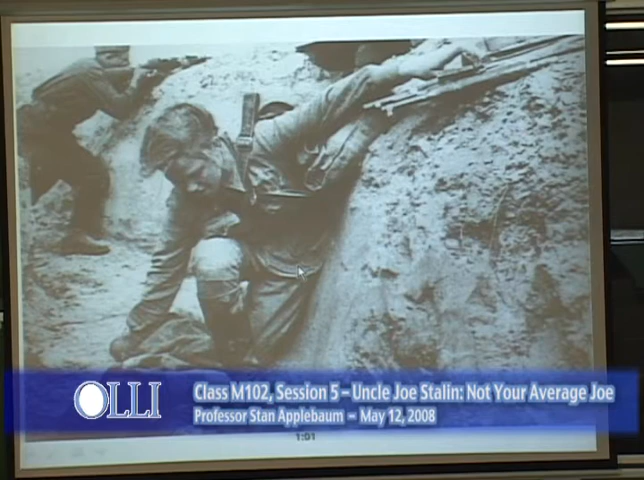 OLLI
Class M102, Session 5 – Uncle Joe Stalin: Not Your Average Joe
Professor Stan Applebaum – May 12, 2008
1:01